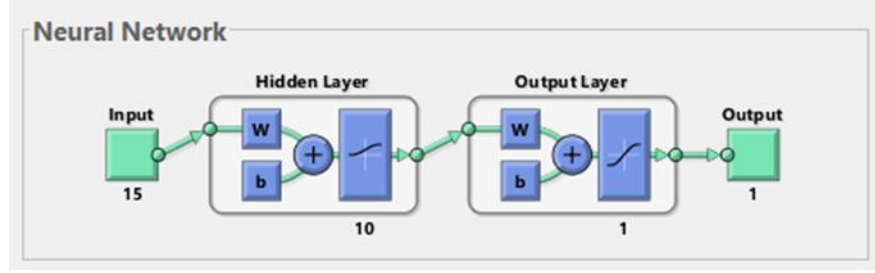 Neural Network
Hidden Layer
Output Layer
Input
Output
W
W
+
+
b
b
15
1
10
1